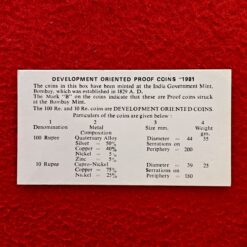 DEVELOPMENT ORIENTED PROOF COINS -1981
The coins in this box have been minted at the India Government Mint,
Bombay, which was established in 1829 A. D.
The Mark "B" on the coins indicate that these are Proof coins struck
at the Bombay Mint.
The 100 Re. and 10 Re. coins are DEVELOPMENT ORIENTED COINS.
Particulars of the coins are given below :
1 2 3 4
Denomination Metal Size mm. Weight
Composition gm.
100 Rupee Quaternary Alloy Diameter — 44 35
Silver — 50% Serrations on
Copper — 40% Periphery — 200
Nickel — 5%
Zinc — 5%
10 Rupee Cupro-Nickel Diameter — 39 25
Copper — 75% Serrations on
Nickel — 25% Periphery — 180